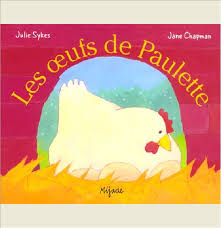 Julie Sykes Jane Chapman
Les œufs de Paulette
Mijade